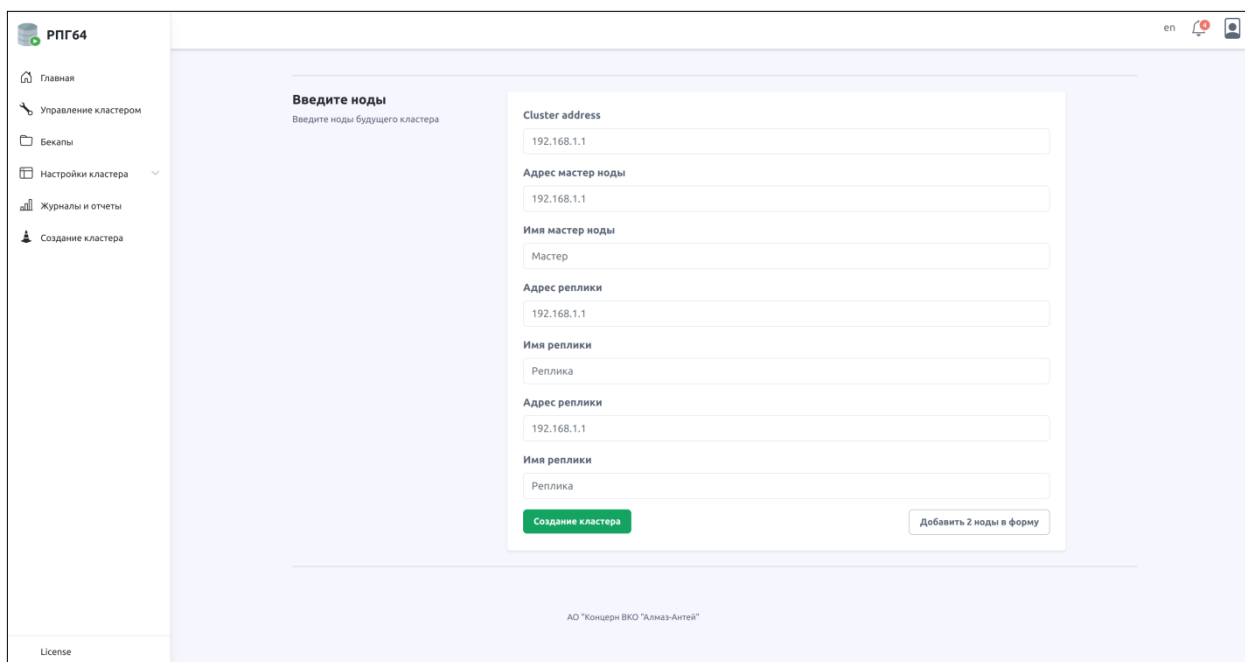 РПГ64
en
4
Главная
Управление кластером
Бекапы
Настройки кластера
Журналы и отчеты
Создание кластера
License
Введите ноды
Введите ноды будущего кластера
Cluster address
192.168.1.1
Адрес мастер ноды
192.168.1.1
Имя мастер ноды
Мастер
Адрес реплики
192.168.1.1
Имя реплики
Реплика
Адрес реплики
192.168.1.1
Имя реплики
Реплика
Создание кластера
Добавить 2 ноды в форму
АО "Концерн ВКО "Алмаз-Антей"